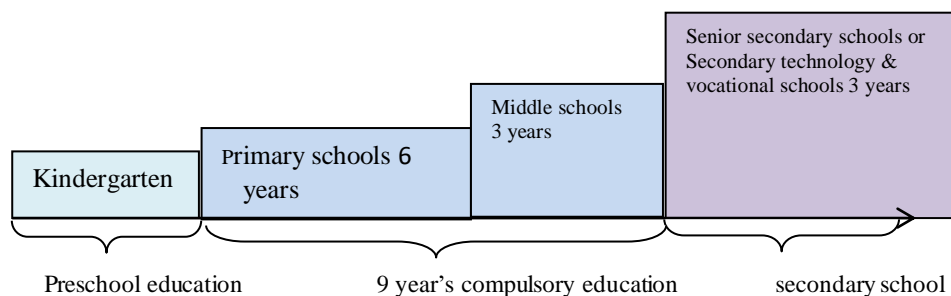 Senior secondary schools or
Secondary technology &
vocational schools 3 years
Middle schools
3 years
Primary schools 6
years
Kindergarten
Preschool education
9 year’s compulsory education
secondary school